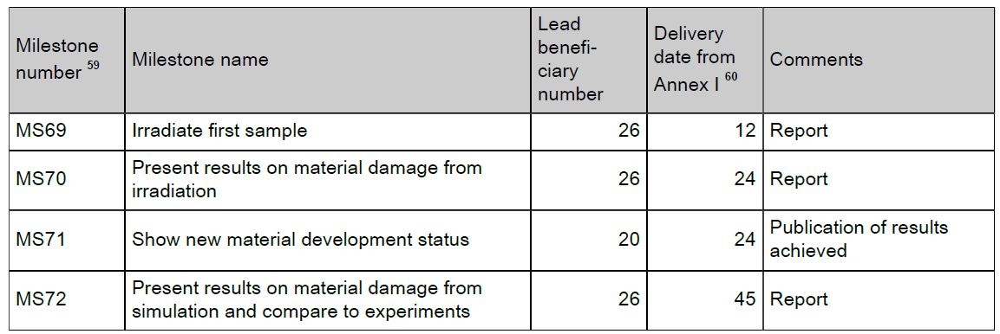 Milestone number 59 Milestone name Lead benefi- ciary number Delivery date from Annex I 60 Comments
MS69 Irradiate first sample 26 12 Report
MS70 Present results on material damage from irradiation 26 24 Report
MS71 Show new material development status 20 24 Publication of results achieved
MS72 Present results on material damage from simulation and compare to experiments 26 45 Report